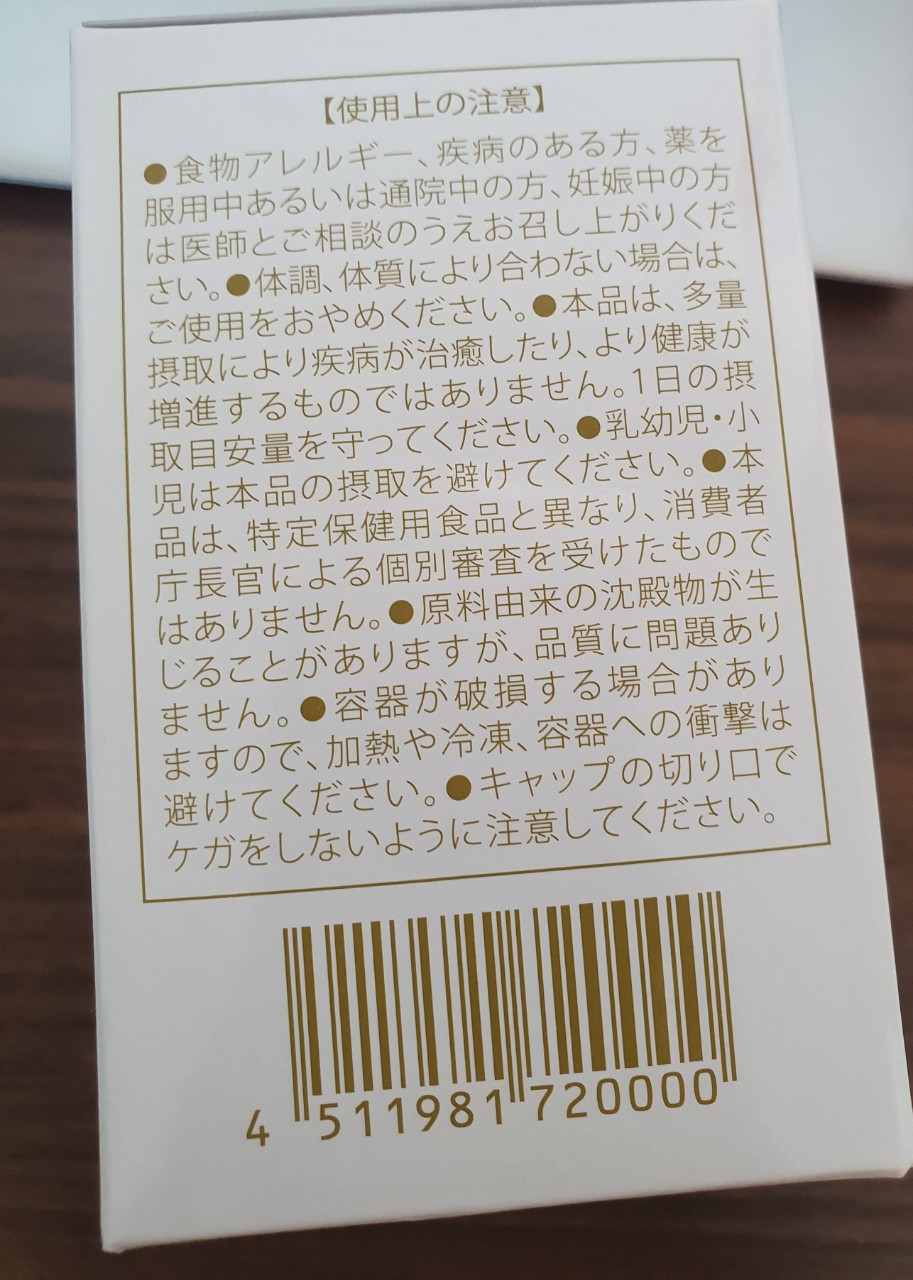 【使用上の注意】
●食物アレルギー、疾病のある方、薬を
服用中あるいは通院中の方、妊娠中の方
は医師とご相談のうえお召し上がりくだ
さい。●体調、体質により合わない場合は、
ご使用をおやめください。●本品は、多量
摂取により疾病が治癒したり、より健康が
増進するものではありません。1日の摂
取目安量を守ってください。●乳幼児・小
児は本品の摂取を避けてください。●本
品は、特定保健用食品と異なり、消費者
庁長官による個別審査を受けたもので
はありません。●原料由来の沈殿物が生
じることがありますが、品質に問題あり
ません。●容器が破損する場合があり
ますので、加熱や冷凍、容器への衝撃は
避けてください。●キャップの切り口で
ケガをしないように注意してください。
4 511981 720000